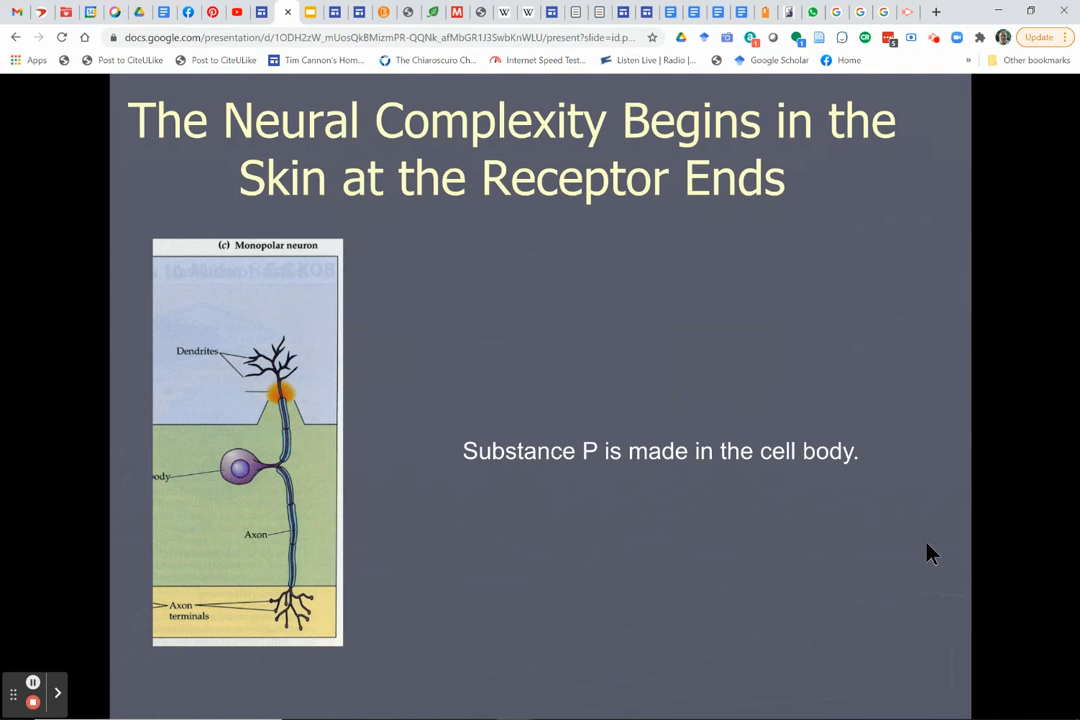 docs.google.com/presentation/d/1ODH2zW_mUosQkBMizmPR-QQNk_afMbGR1J3SwbKnWLU/present?slide=id.p...
Update
Apps
Post to CiteULike
Post to CiteULike
Tim Cannon's Hom...
The Chiaroscuro Ch...
Internet Speed Test...
Listen Live | Radio |...
Google Scholar
Home
»
Other bookmarks
The Neural Complexity Begins in the
Skin at the Receptor Ends
(c) Monopolar neuron
Dendrites
ody
Axon
Axon
terminals
Substance P is made in the cell body.